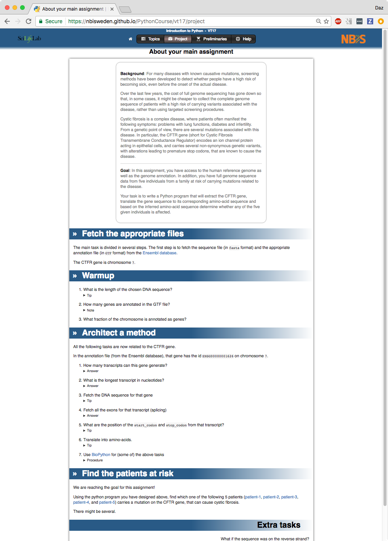 About your main assignment
Daz
Secure
https://nbisweden.github.io/PythonCourse/vt17/project
Introduction to Python - VT17
Topics
Project
Preliminaries
Help
NBIS
About your main assignment
Background: For many diseases with known causative mutations, screening
methods have been developed to detect whether people have a high risk of
becoming sick, even before the onset of the actual disease.
Over the last few years, the cost of full genome sequencing has gone down so
that, in some cases, it might be cheaper to collect the complete genome
sequence of patients with a high risk of carrying variants associated with the
disease, rather than using targeted screening procedures.
Cystic fibrosis is a complex disease, where patients often manifest the
following symptoms: problems with lung functions, diabetes and infertility.
From a genetic point of view, there are several mutations associated with this
disease. In particular, the CFTR gene (short for Cystic Fibrosis
Transmembrane Conductance Regulator) encodes an ion channel protein
acting in epithelial cells, and carries several non-synonymous genetic variants,
with alterations leading to premature stop codons, that are known to cause the
disease.
Goal: In this assignment, you have access to the human reference genome as
well as the genome annotation. In addition, you have full genome sequence
data from five individuals from a family at risk of carrying mutations related to
the disease.
Your task is to write a Python program that will extract the CFTR gene,
translate the gene sequence to its corresponding amino-acid sequence and
based on the inferred amino-acid sequence determine whether any of the five
given individuals is affected.
» Fetch the appropriate files
The main task is divided in several steps. The first step is to fetch the sequence file (in fasta format) and the appropriate
annotation file (in GTF format) from the Ensembl database.
» Warmup
1. What is the length of the chosen DNA sequence?
▸ Tip
2. How many genes are annotated in the GTF file?
▸ Note
3. What fraction of the chromosome is annotated as genes?
» Architect a method
All the following tasks are now related to the CFTR gene.
1. How many transcripts can this gene generate?
▸ Answer
2. What is the longest transcript in nucleotides?
▸ Answer
3. Fetch the DNA sequence for that gene
▸ Tip
4. Fetch all the exons for that transcript (splicing)
▸ Answer
5. What are the position of the start_codon and stop_codon from that transcript?
▸ Tip
6. Translate into amino-acids.
▸ Tip
7. Use BioPython for (some of) the above tasks
▸ Procedure
» Find the patients at risk
We are reaching the goal for this assignment!
Using the python program you have designed above, find which one of the following 5 patients (patient-1, patient-2, patient-3,
patient-4, and patient-5) carries a mutation on the CFTR gene, that can cause cystic fibrosis.
There might be several.
Extra tasks
What if the sequence was on the reverse strand?